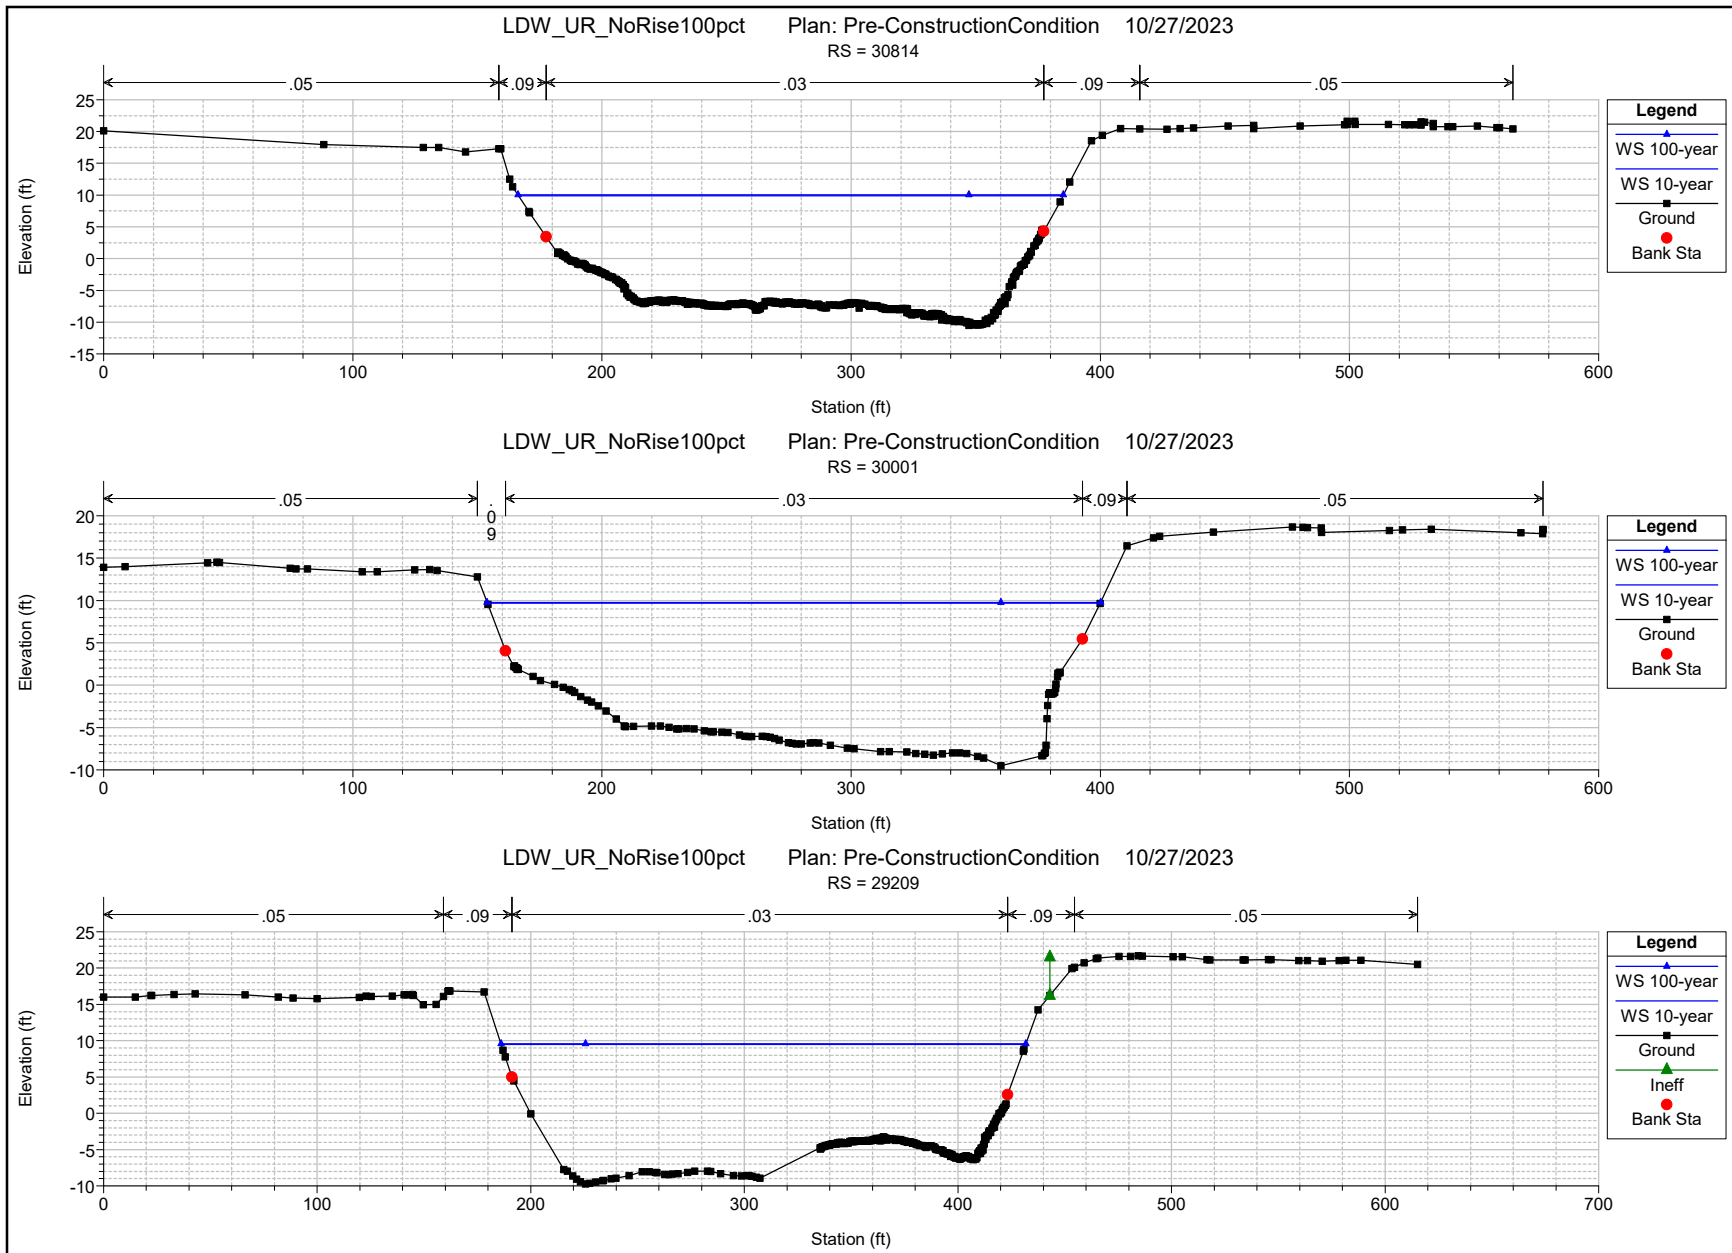 LDW_UR_NoRise100pct Plan: Pre-ConstructionCondition 10/27/2023
RS = 30814
.05 .09 .03 .09 .05
Elevation (ft)
25
20
15
10
5
0
-5
-10
-15
0 100 200 300 400 500 600
Station (ft)
Legend
WS 100-year
WS 10-year
Ground
Bank Sta
LDW_UR_NoRise100pct Plan: Pre-ConstructionCondition 10/27/2023
RS = 30001
.05 .09 .03 .09 .05
Elevation (ft)
20
15
10
5
0
-5
-10
0 100 200 300 400 500 600
Station (ft)
Legend
WS 100-year
WS 10-year
Ground
Bank Sta
LDW_UR_NoRise100pct Plan: Pre-ConstructionCondition 10/27/2023
RS = 29209
.05 .09 .03 .09 .05
Elevation (ft)
25
20
15
10
5
0
-5
-10
0 100 200 300 400 500 600 700
Station (ft)
Legend
WS 100-year
WS 10-year
Ground
Ineff
Bank Sta